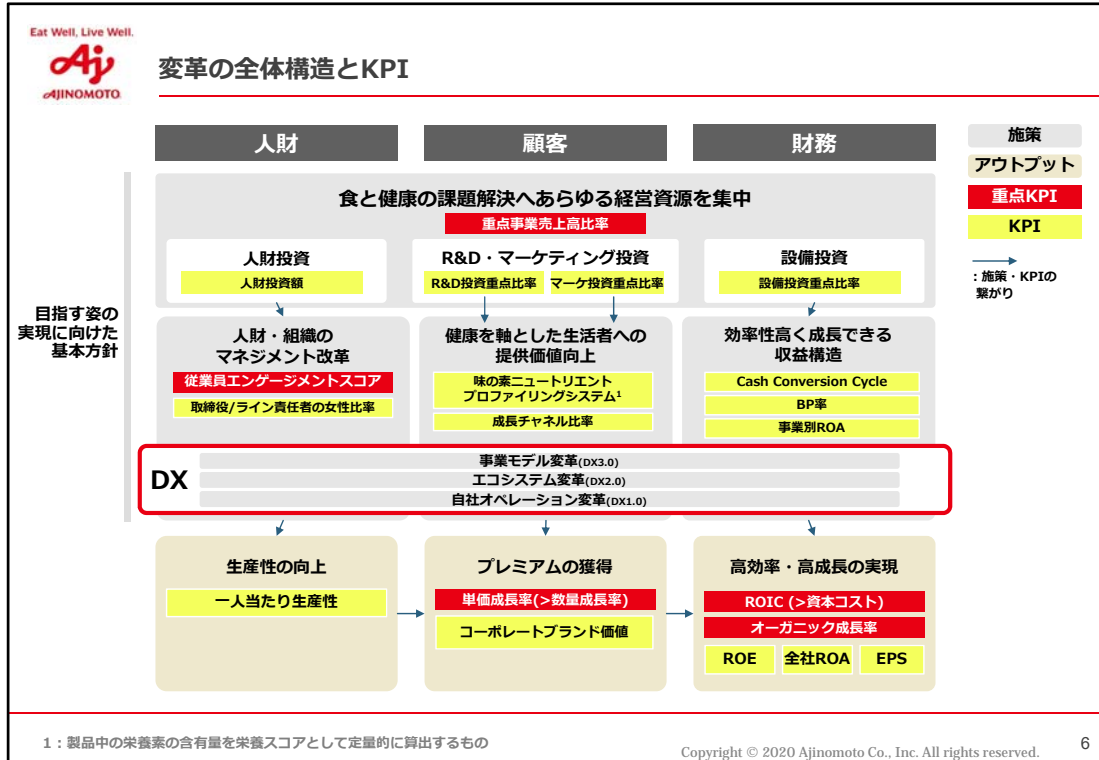 Eat Well, Live Well.
AJINOMOTO
変革の全体構造とKPI
人財
顧客
財務
施策
アウトプット
重点KPI
KPI
:施策・KPIの
繋がり
目指す姿の
実現に向けた
基本方針
食と健康の課題解決へあらゆる経営資源を集中
重点事業売上高比率
人財投資
人財投資額
R&D・マーケティング投資
R&D投資重点比率 マーケ投資重点比率
設備投資
設備投資重点比率
人財・組織の
マネジメント改革
従業員エンゲージメントスコア
取締役/ライン責任者の女性比率
健康を軸とした生活者への
提供価値向上
味の素ニュートリエント
プロファイリングシステム¹
成長チャネル比率
効率性高く成長できる
収益構造
Cash Conversion Cycle
BP率
事業別ROA
DX
事業モデル変革(DX3.0)
エコシステム変革(DX2.0)
自社オペレーション変革(DX1.0)
生産性の向上
一人当たり生産性
プレミアムの獲得
単価成長率(>数量成長率)
コーポレートブランド価値
高効率・高成長の実現
ROIC (>資本コスト)
オーガニック成長率
ROE 全社ROA EPS
1:製品中の栄養素の含有量を栄養スコアとして定量的に算出するもの
Copyright © 2020 Ajinomoto Co., Inc. All rights reserved. 6